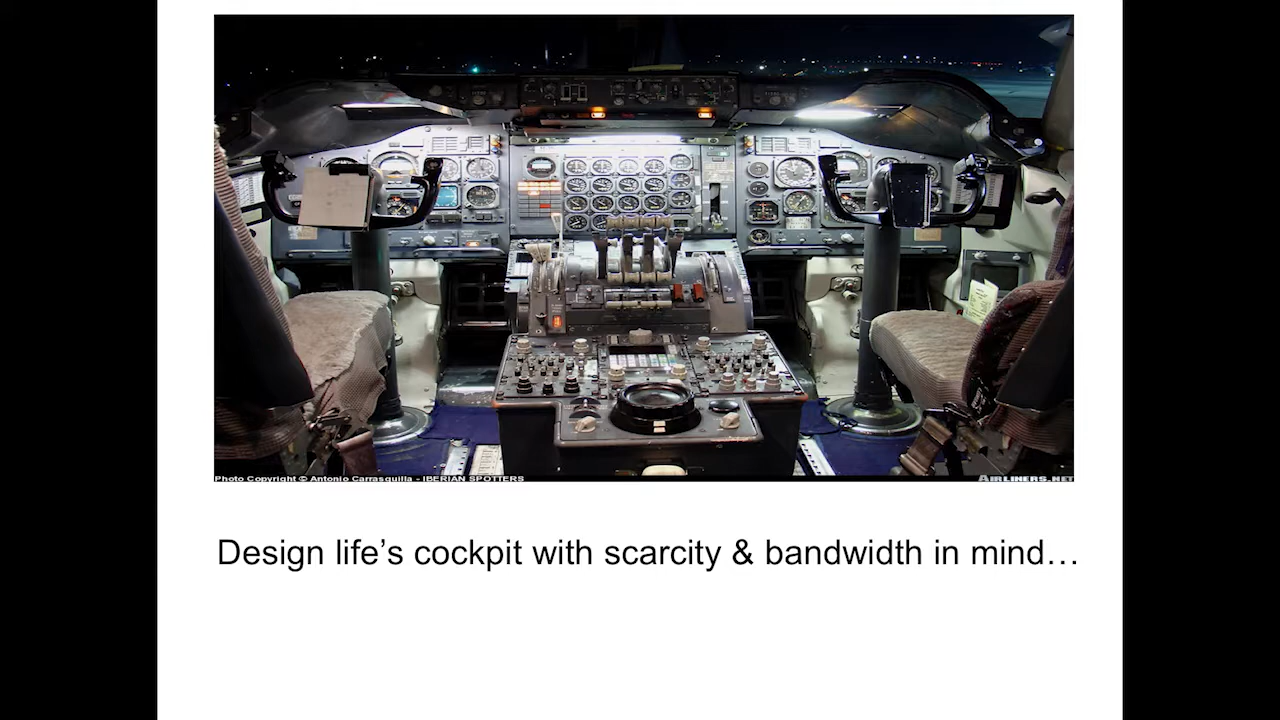 Photo Copyright © Antonio Carrasquilla - IBERIAN SPOTTERS
AIRLINERS.NET
Design life’s cockpit with scarcity & bandwidth in mind…